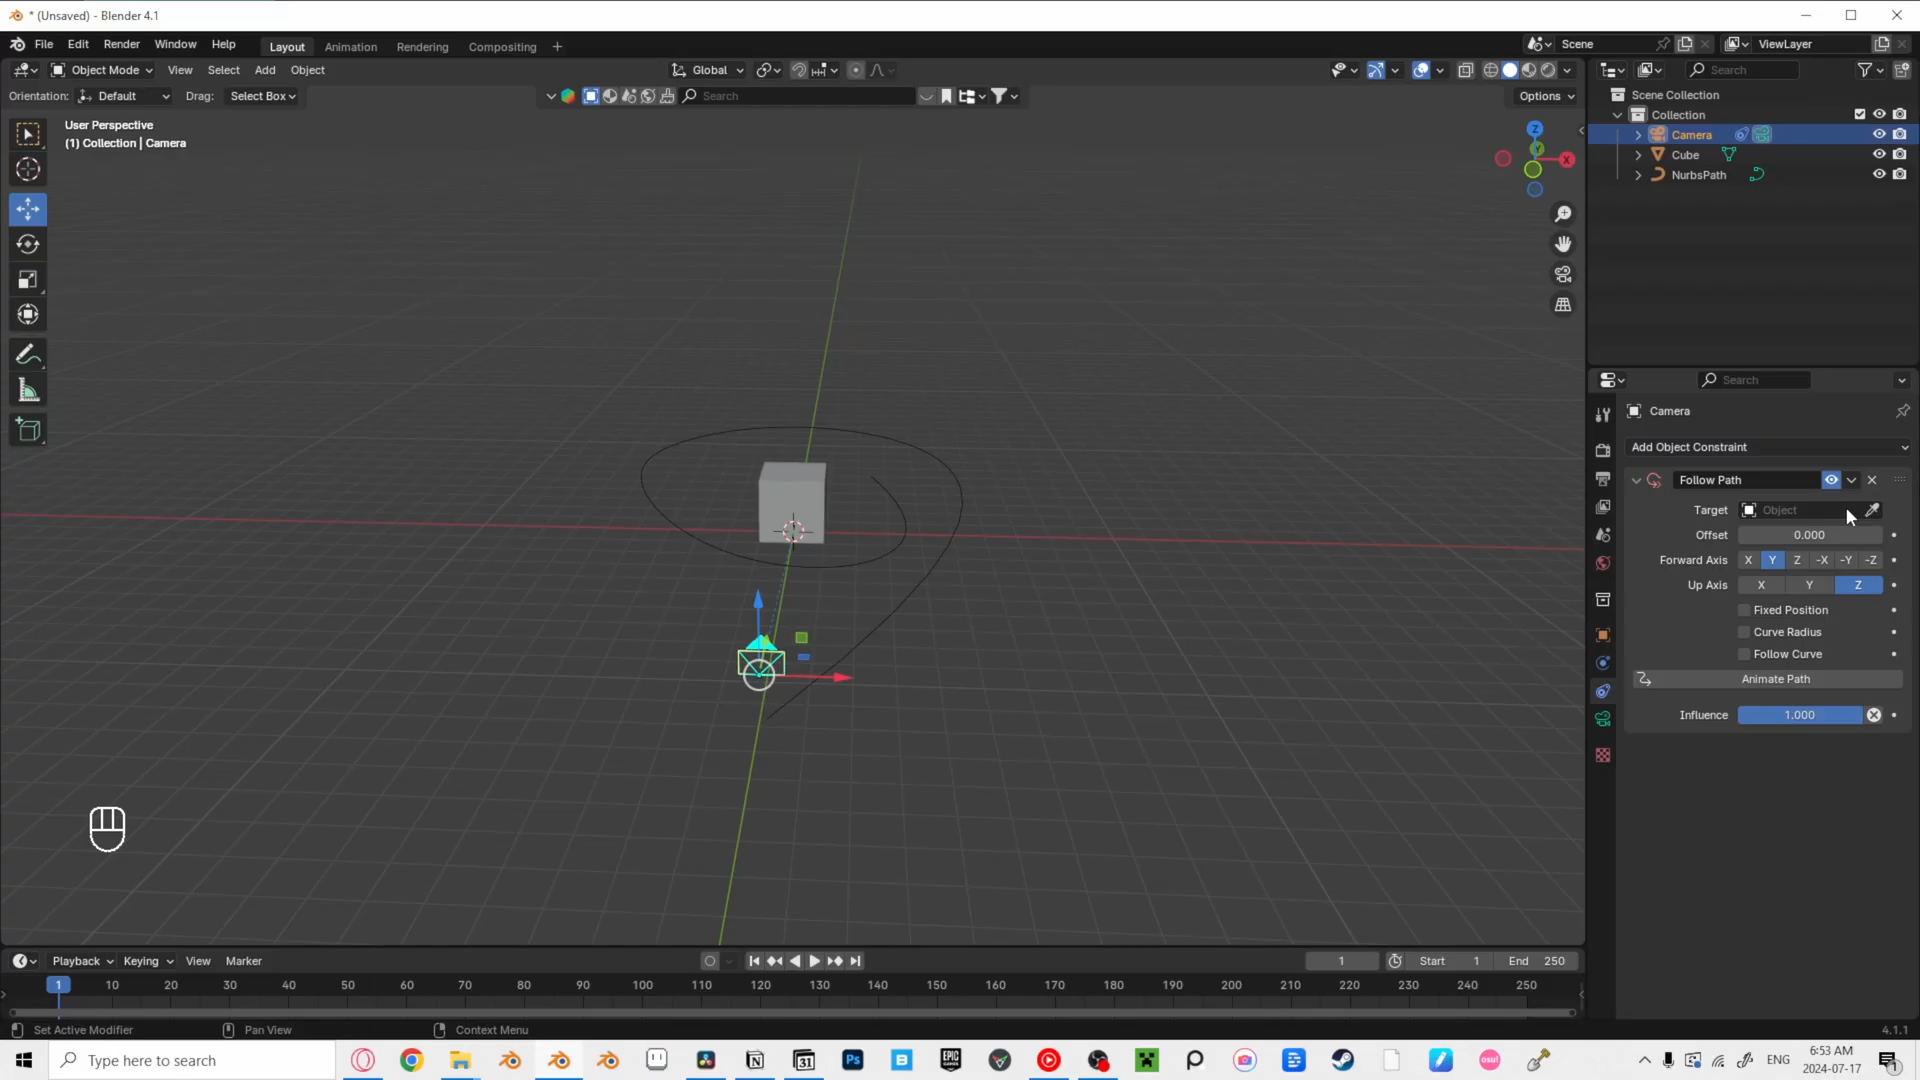 * (Unsaved) - Blender 4.1
File Edit Render Window Help Layout Animation Rendering Compositing + Scene ViewLayer
Object Mode View Select Add Object Global Search
Orientation: Default Drag: Select Box Search Options
User Perspective
(1) Collection | Camera
Z
X
Scene Collection
Collection
Camera
Cube
NurbsPath
Search
Camera
Add Object Constraint
Follow Path
Target Object
Offset 0.000
Forward Axis X Y Z -X -Y -Z
Up Axis X Y Z
Fixed Position
Curve Radius
Follow Curve
Animate Path
Influence 1.000
Playback Keying View Marker 1 Start 1 End 250
1 10 20 30 40 50 60 70 80 90 100 110 120 130 140 150 160 170 180 190 200 210 220 230 240 250
Set Active Modifier Pan View Context Menu 4.1.1
Type here to search
31
Ps
EPIC GAMES
osu!
ENG
6:53 AM
2024-07-17
1